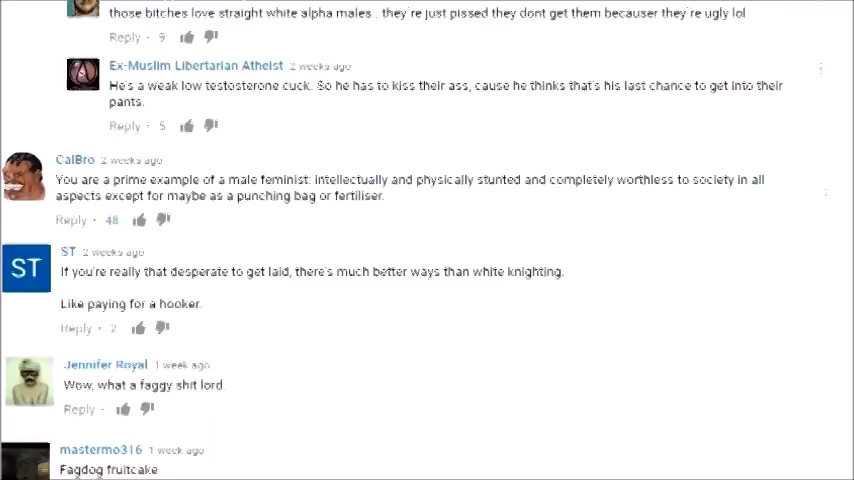 those bitches love straight white alpha males.. they're just pissed they dont get them becauser they're ugly lol
Reply · 9
Ex-Muslim Libertarian Atheist 2 weeks ago
He's a weak low testosterone cuck. So he has to kiss their ass, cause he thinks that's his last chance to get into their
pants.
Reply · 5
CalBro 2 weeks ago
You are a prime example of a male feminist: intellectually and physically stunted and completely worthless to society in all
aspects except for maybe as a punching bag or fertiliser.
Reply · 48
ST
ST 2 weeks ago
If you're really that desperate to get laid, there's much better ways than white knighting.
Like paying for a hooker.
Reply · 2
Jennifer Royal 1 week ago
Wow, what a faggy shit lord.
Reply ·
mastermo316 1 week ago
Fagdog fruitcake